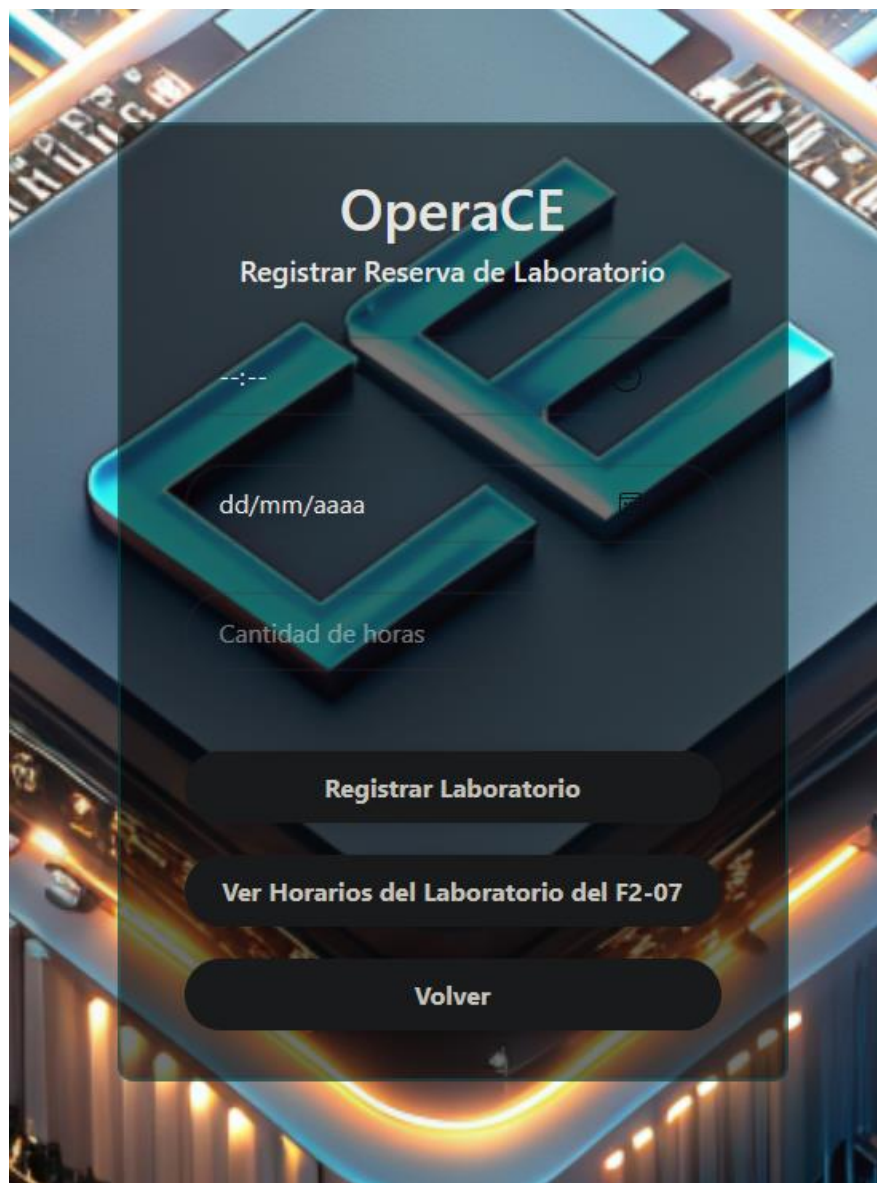 OperaCE
Registrar Reserva de Laboratorio
--:--
dd/mm/aaaa
Cantidad de horas
Registrar Laboratorio
Ver Horarios del Laboratorio del F2-07
Volver
CE